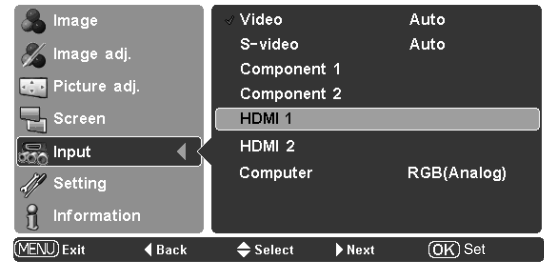 Image
Image adj.
Picture adj.
Screen
Input
Setting
Information
Video Auto
S-video Auto
Component 1
Component 2
HDMI 1
HDMI 2
Computer RGB(Analog)
MENU Exit Back Select Next OK Set